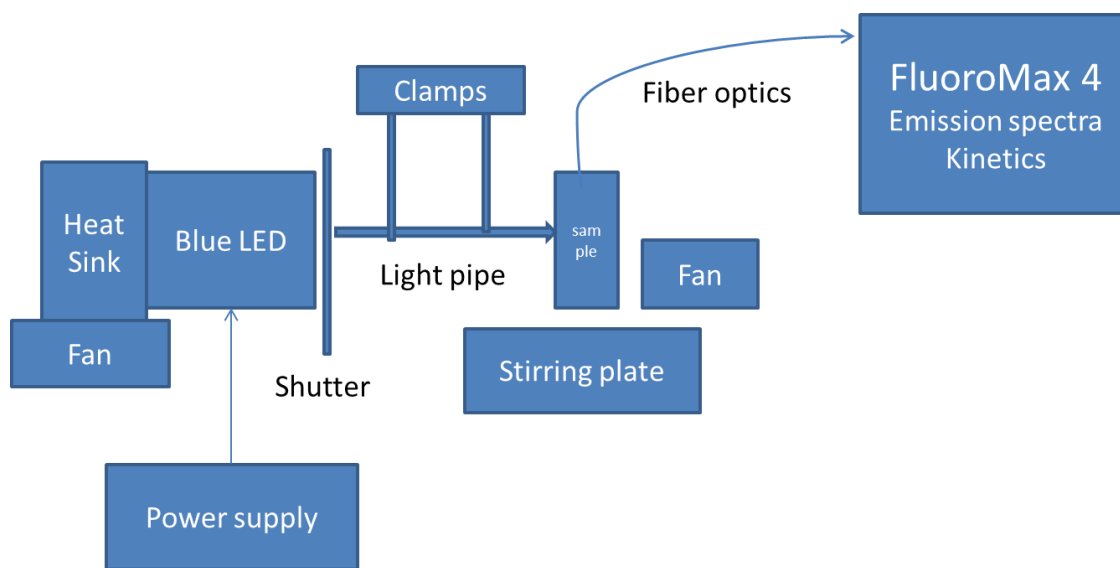 FluoroMax 4
Emission spectra
Kinetics
Clamps
Fiber optics
Heat
Sink
Blue LED
sam
ple
Light pipe
Fan
Fan
Shutter
Stirring plate
Power supply